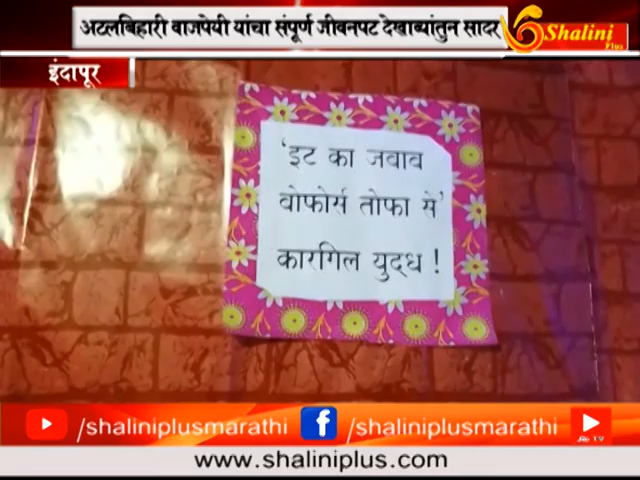 अटलबिहारी वाजपेयी यांचा संपूर्ण जीवनपट देखाव्यांतुन सादर
Shalini
Plus
इंदापूर
'इट का जवाव
वोफोर्स तोफा से'
कारगिल युद्ध !
/shaliniplusmarathi
/shaliniplusmarathi
www.shaliniplus.com